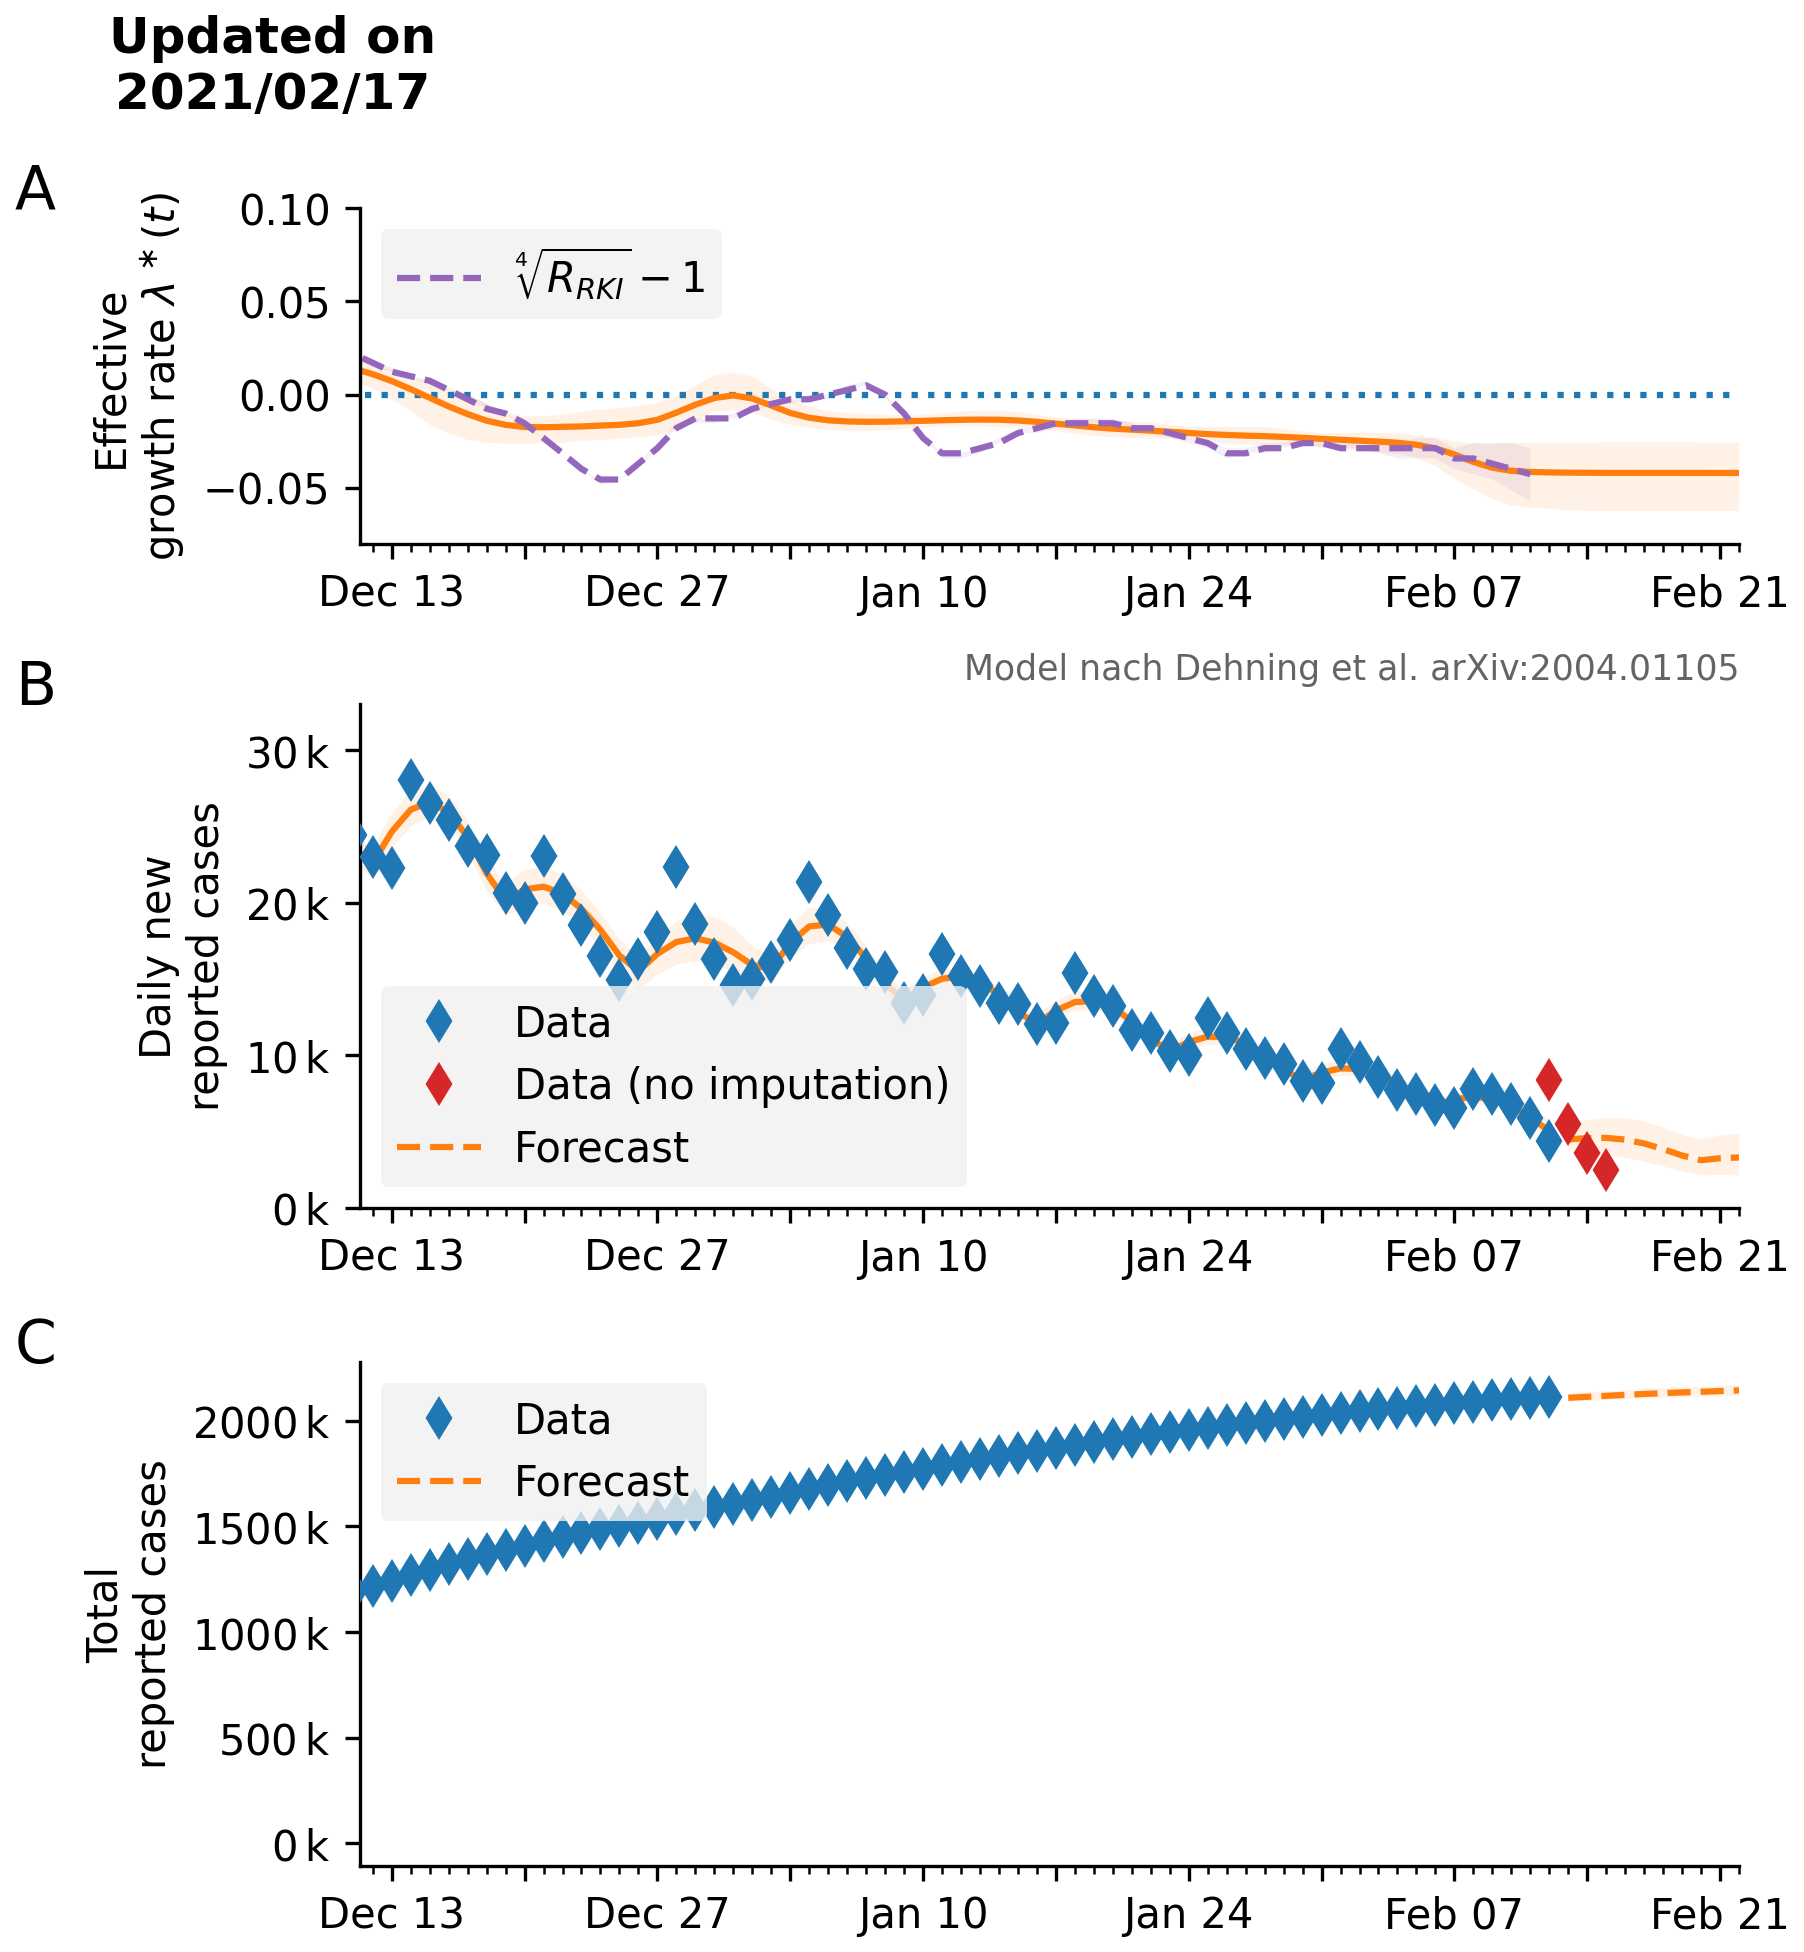 Updated on
2021/02/17
A
Effective
growth rate λ * (t)
0.10
0.05
0.00
−0.05
∜R_RKI − 1
Dec 13
Dec 27
Jan 10
Jan 24
Feb 07
Feb 21
Model nach Dehning et al. arXiv:2004.01105
B
Daily new
reported cases
30 k
20 k
10 k
0 k
Data
Data (no imputation)
Forecast
Dec 13
Dec 27
Jan 10
Jan 24
Feb 07
Feb 21
C
Total
reported cases
2000 k
1500 k
1000 k
500 k
0 k
Data
Forecast
Dec 13
Dec 27
Jan 10
Jan 24
Feb 07
Feb 21